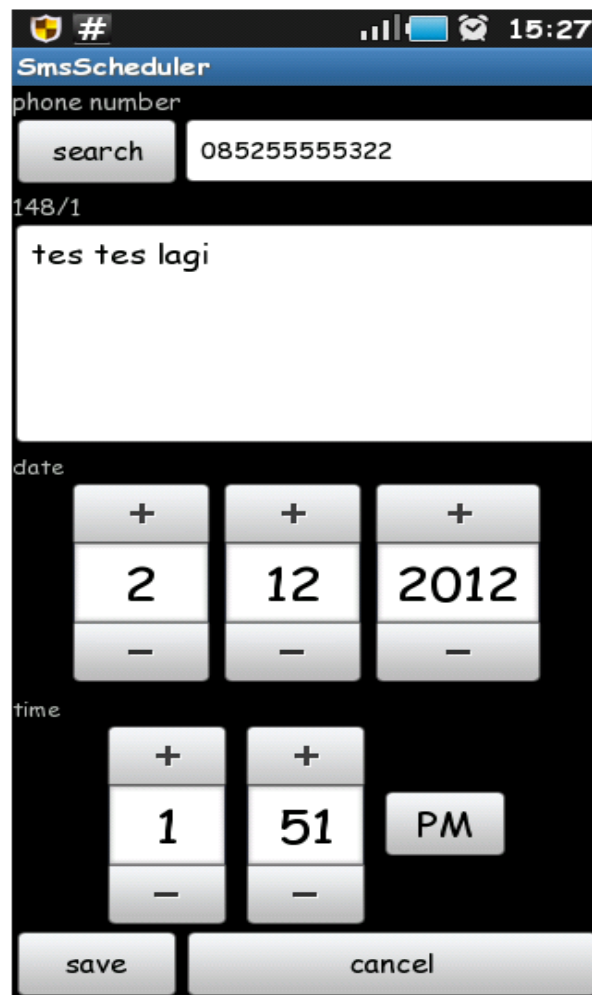 # 15:27
SmsScheduler
phone number
search 085255555322
148/1
tes tes lagi
date
+ + +
2 12 2012
- - -
time
+ +
1 51 PM
- -
save cancel